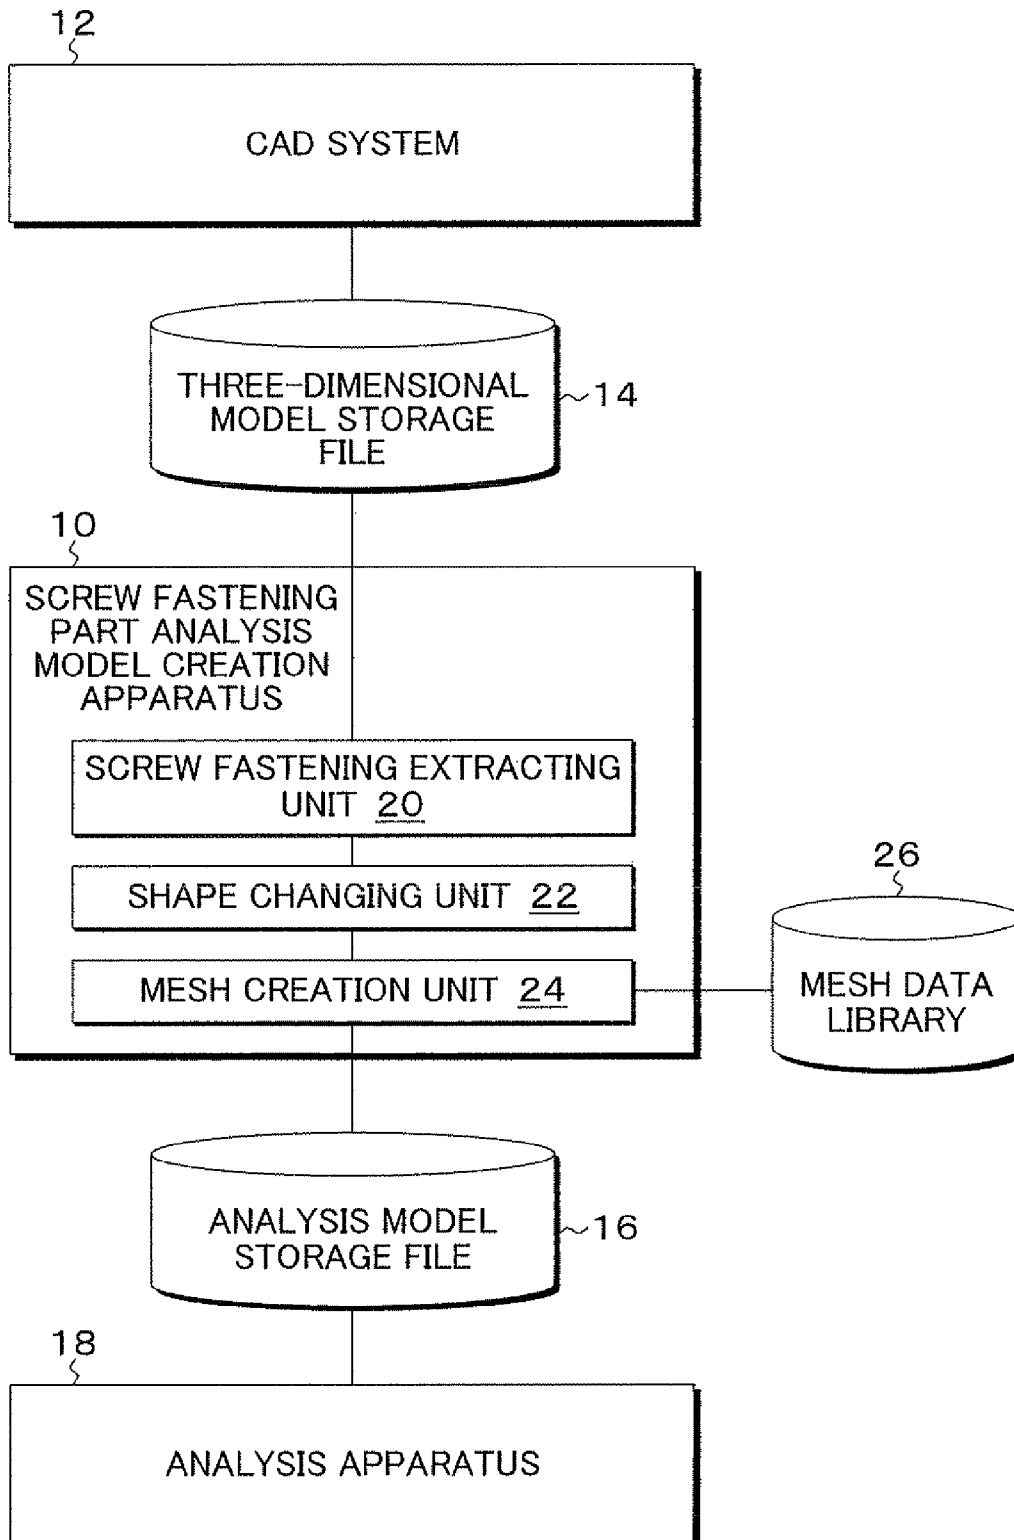 12
CAD SYSTEM
THREE-DIMENSIONAL
MODEL STORAGE
FILE
14
10
SCREW FASTENING
PART ANALYSIS
MODEL CREATION
APPARATUS
SCREW FASTENING EXTRACTING
UNIT 20
SHAPE CHANGING UNIT 22
MESH CREATION UNIT 24
26
MESH DATA
LIBRARY
ANALYSIS MODEL
STORAGE FILE
16
18
ANALYSIS APPARATUS